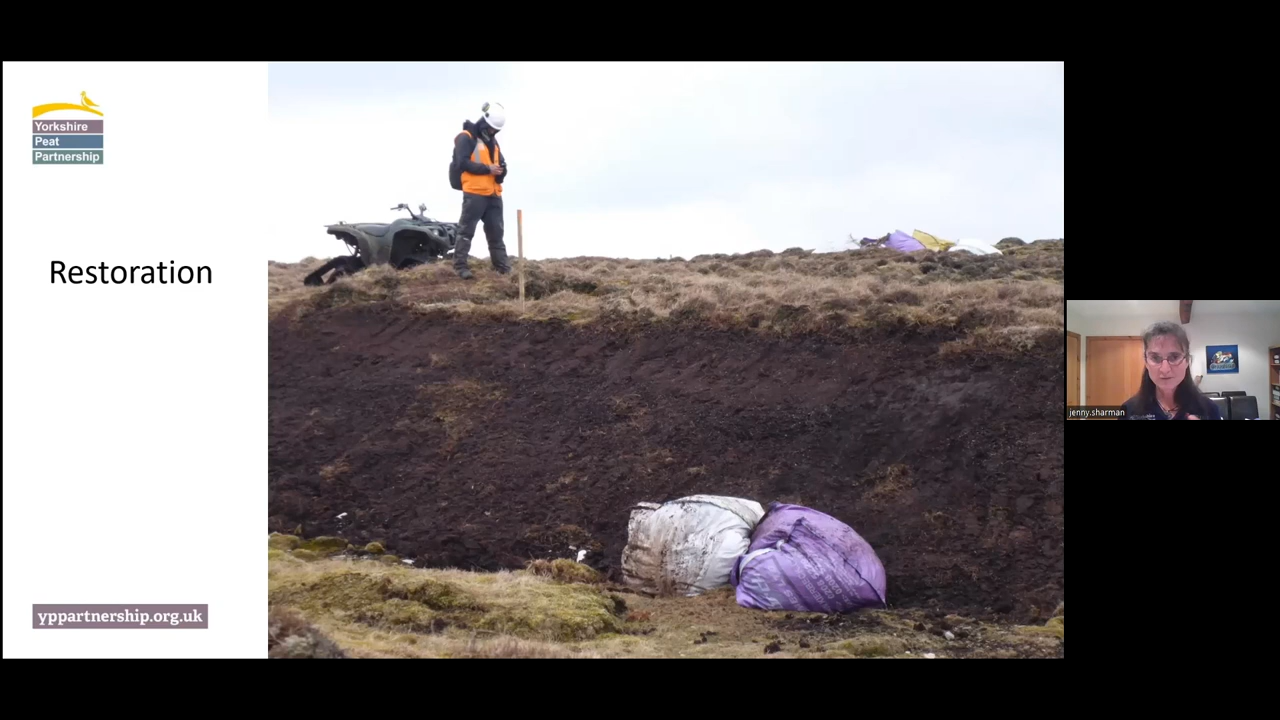 Yorkshire
Peat
Partnership
Restoration
yppartnership.org.uk
jenny.sharman